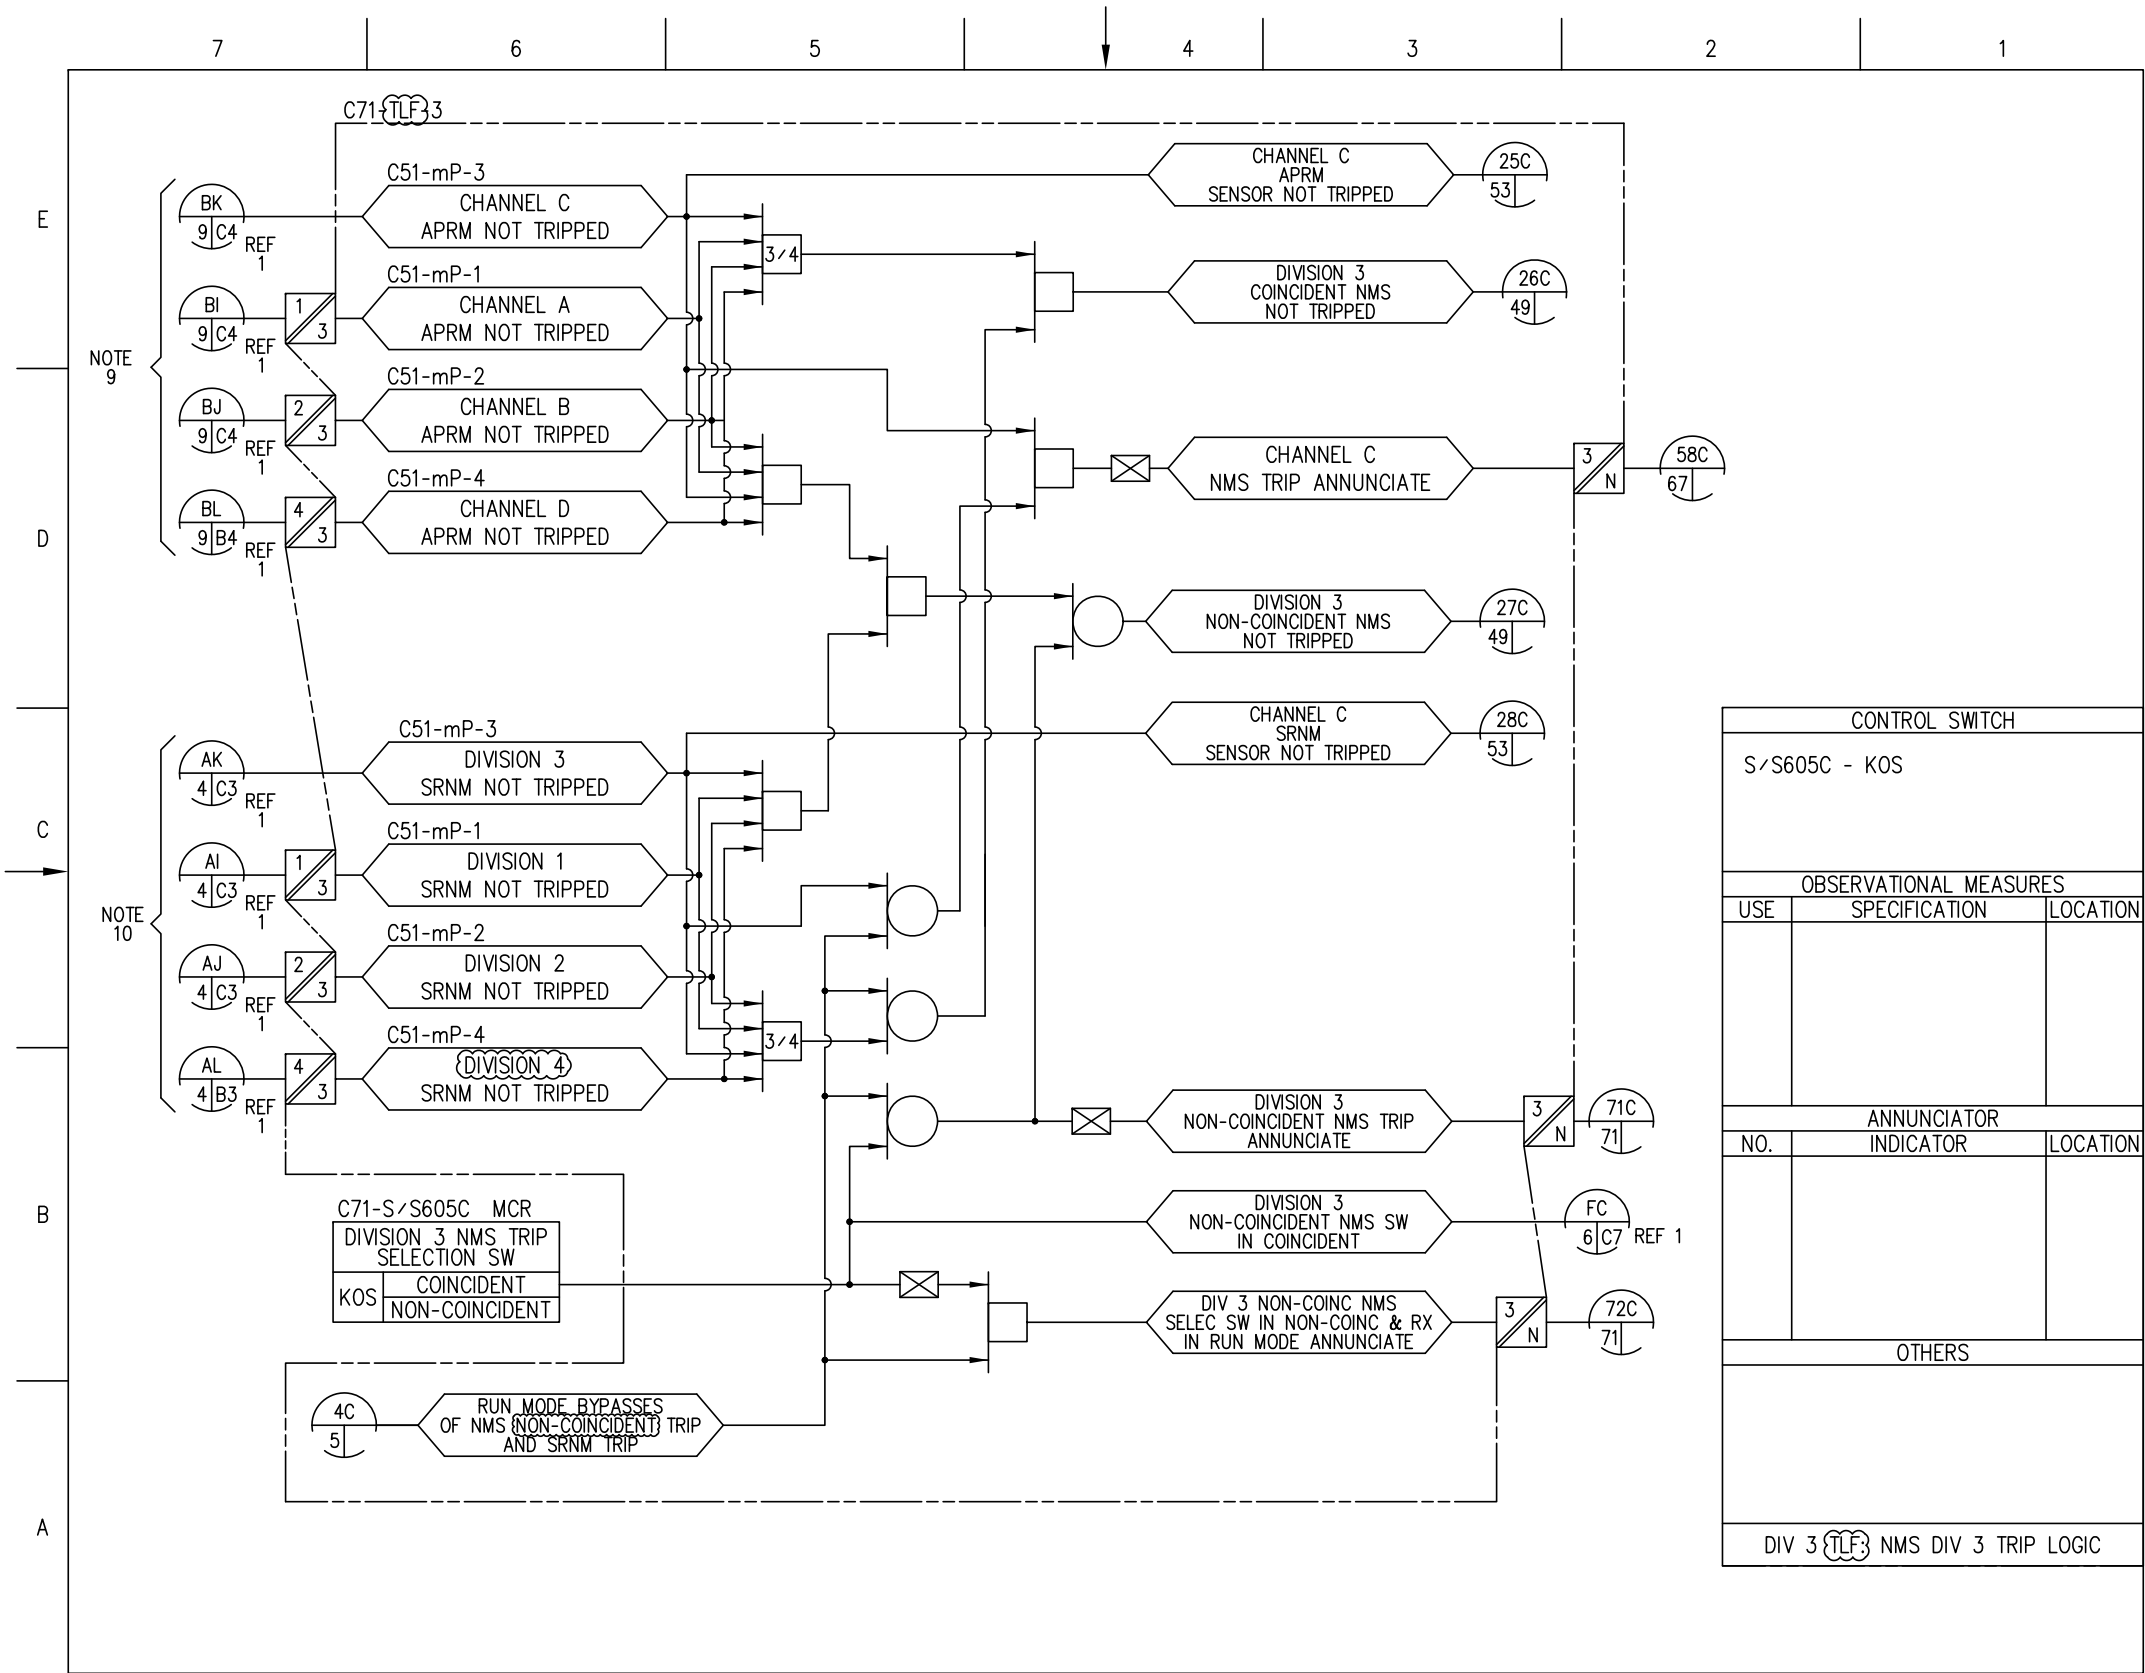 7 6 5 4 3 2 1
E
D
C
B
A
C71-TLF-3
NOTE
9
BK
9 C4
REF
1
C51-mP-3
CHANNEL C
APRM NOT TRIPPED
BI
9 C4
REF
1
1
3
C51-mP-1
CHANNEL A
APRM NOT TRIPPED
BJ
9 C4
REF
1
2
3
C51-mP-2
CHANNEL B
APRM NOT TRIPPED
BL
9 B4
REF
1
4
3
C51-mP-4
CHANNEL D
APRM NOT TRIPPED
3/4
CHANNEL C
APRM
SENSOR NOT TRIPPED
25C
53
DIVISION 3
COINCIDENT NMS
NOT TRIPPED
26C
49
CHANNEL C
NMS TRIP ANNUNCIATE
3
N
58C
67
DIVISION 3
NON-COINCIDENT NMS
NOT TRIPPED
27C
49
CHANNEL C
SRNM
SENSOR NOT TRIPPED
28C
53
NOTE
10
AK
4 C3
REF
1
C51-mP-3
DIVISION 3
SRNM NOT TRIPPED
AI
4 C3
REF
1
1
3
C51-mP-1
DIVISION 1
SRNM NOT TRIPPED
AJ
4 C3
REF
1
2
3
C51-mP-2
DIVISION 2
SRNM NOT TRIPPED
AL
4 B3
REF
1
4
3
C51-mP-4
DIVISION 4
SRNM NOT TRIPPED
3/4
DIVISION 3
NON-COINCIDENT NMS TRIP
ANNUNCIATE
3
N
71C
71
C71-S/S605C MCR
DIVISION 3 NMS TRIP
SELECTION SW
KOS
COINCIDENT
NON-COINCIDENT
DIVISION 3
NON-COINCIDENT NMS SW
IN COINCIDENT
FC
6 C7 REF 1
DIV 3 NON-COINC NMS
SELEC SW IN NON-COINC & RX
IN RUN MODE ANNUNCIATE
3
N
72C
71
4C
5
RUN MODE BYPASSES
OF NMS NON-COINCIDENT TRIP
AND SRNM TRIP
CONTROL SWITCH
S/S605C - KOS
OBSERVATIONAL MEASURES
USE SPECIFICATION LOCATION
ANNUNCIATOR
NO. INDICATOR LOCATION
OTHERS
DIV 3 TLF: NMS DIV 3 TRIP LOGIC